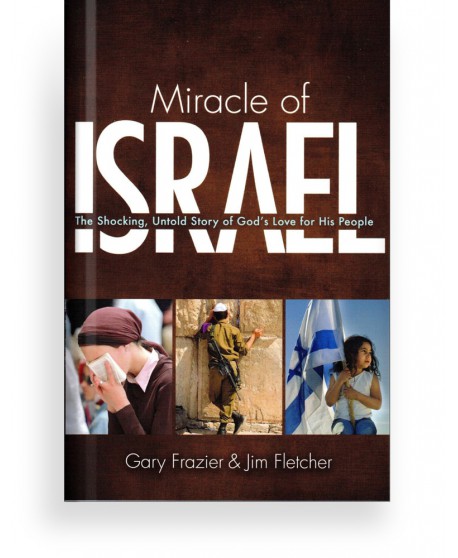 Miracle of
ISRAEL
The Shocking, Untold Story of God's Love for His People
Gary Frazier & Jim Fletcher